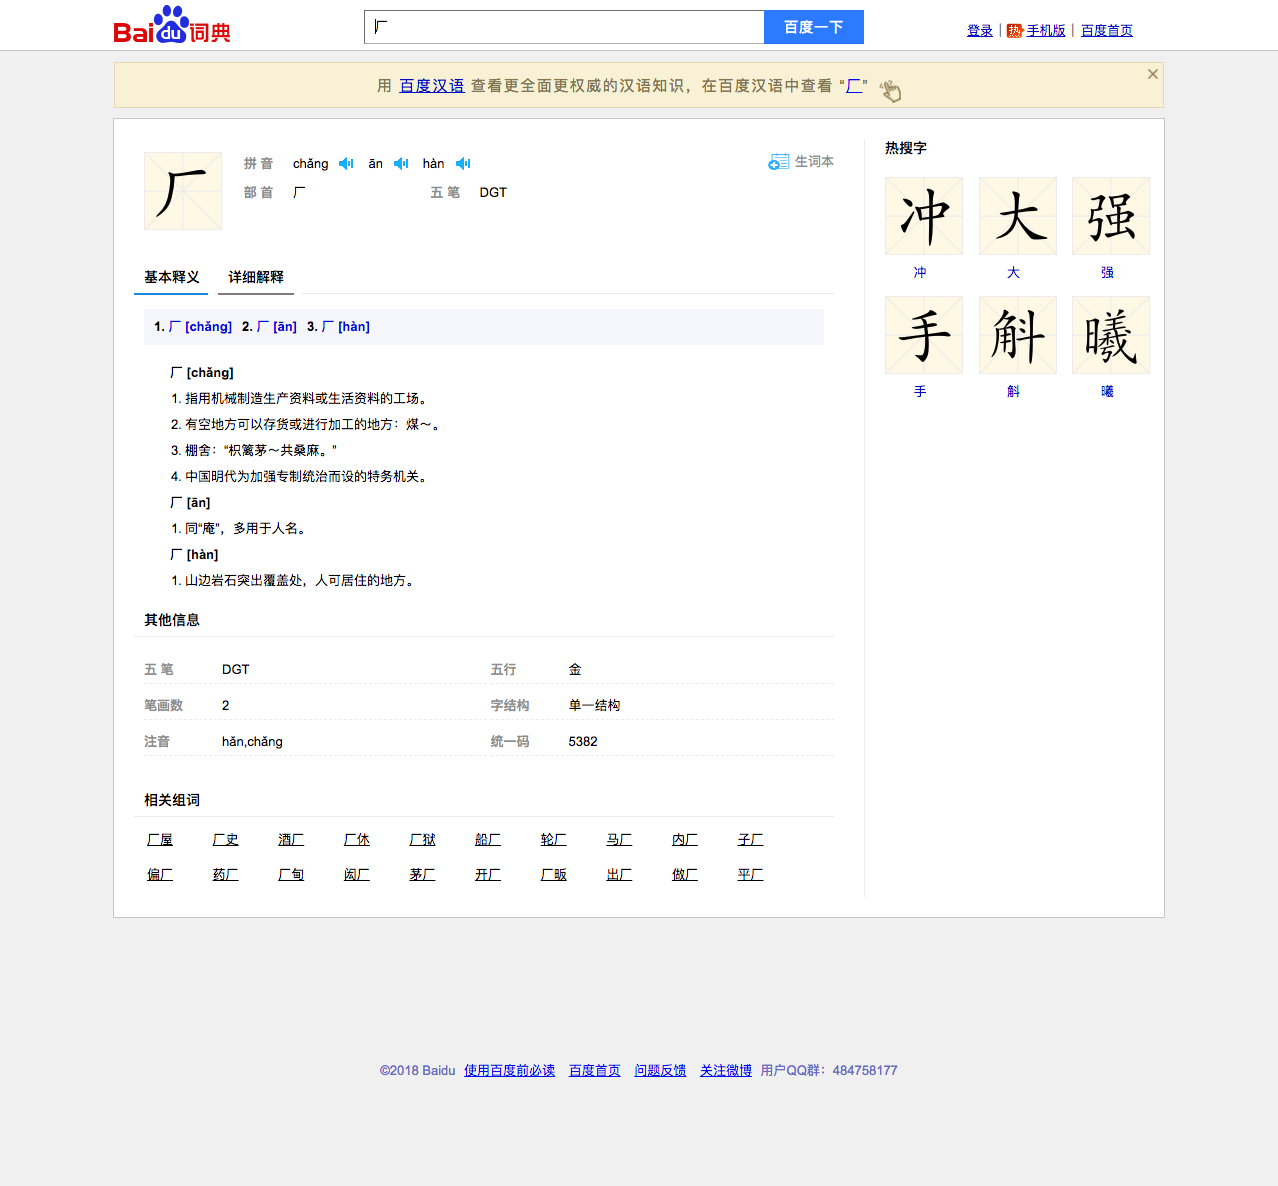 Baidu词典
厂
百度一下
登录 | 热 手机版 | 百度首页
用 百度汉语 查看更全面更权威的汉语知识，在百度汉语中查看 “厂”
厂
拼 音 chǎng ān hàn
部 首 厂 五 笔 DGT
生词本
基本释义 详细解释
1. 厂 [chǎng] 2. 厂 [ān] 3. 厂 [hàn]
厂 [chǎng]
1. 指用机械制造生产资料或生活资料的工场。
2. 有空地方可以存货或进行加工的地方：煤～。
3. 棚舍：“枳篱茅～共桑麻。”
4. 中国明代为加强专制统治而设的特务机关。
厂 [ān]
1. 同“庵”，多用于人名。
厂 [hàn]
1. 山边岩石突出覆盖处，人可居住的地方。
其他信息
五 笔 DGT 五行 金
笔画数 2 字结构 单一结构
注音 hǎn,chǎng 统一码 5382
相关组词
厂屋 厂史 酒厂 厂休 厂狱 船厂 轮厂 马厂 内厂 子厂
偏厂 药厂 厂甸 闳厂 茅厂 开厂 厂畈 出厂 做厂 平厂
热搜字
冲 大 强
冲 大 强
手 斛 曦
手 斛 曦
©2018 Baidu 使用百度前必读 百度首页 问题反馈 关注微博 用户QQ群：484758177